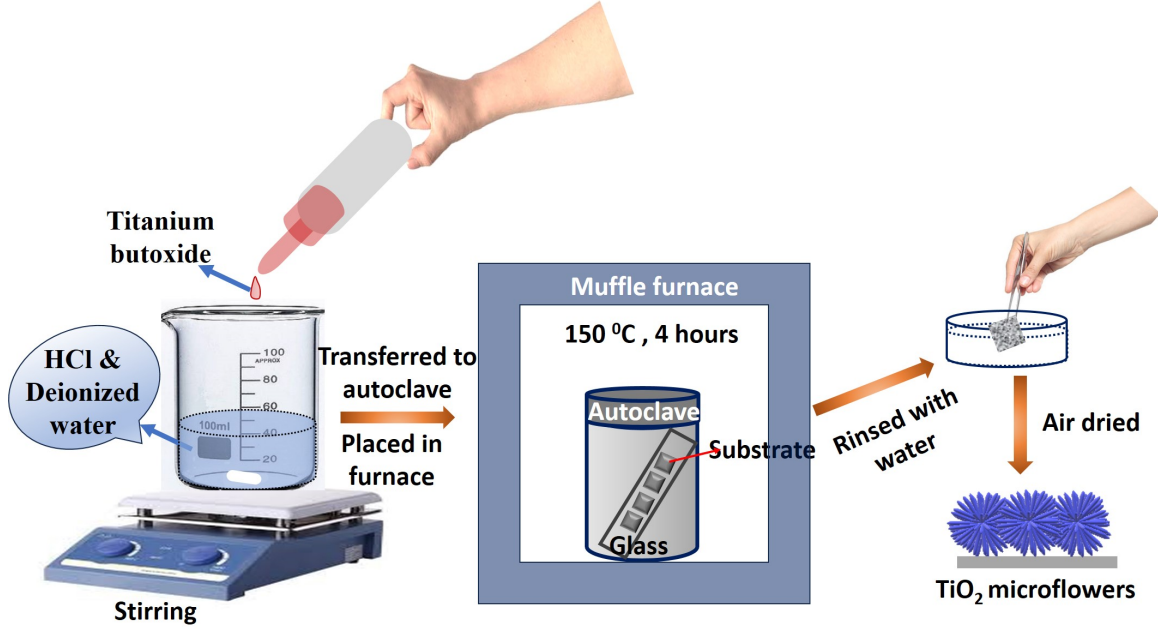 Titanium
butoxide
HCl &
Deionized
water
100
APPROX
80
60
40
20
100ml
Stirring
Transferred to
autoclave
Placed in
furnace
Muffle furnace
150 ⁰C , 4 hours
Autoclave
Substrate
Glass
Rinsed with
water
Air dried
TiO₂ microflowers